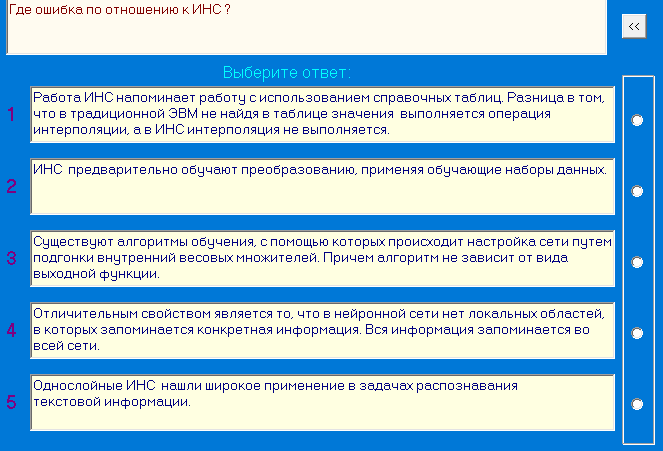 Где ошибка по отношению к ИНС ?
<<
Выберите ответ:
1
Работа ИНС напоминает работу с использованием справочных таблиц. Разница в том,
что в традиционной ЭВМ не найдя в таблице значения выполняется операция
интерполяции, а в ИНС интерполяция не выполняется.
2
ИНС предварительно обучают преобразованию, применяя обучающие наборы данных.
3
Существуют алгоритмы обучения, с помощью которых происходит настройка сети путем
подгонки внутренний весовых множителей. Причем алгоритм не зависит от вида
выходной функции.
4
Отличительным свойством является то, что в нейронной сети нет локальных областей,
в которых запоминается конкретная информация. Вся информация запоминается во
всей сети.
5
Однослойные ИНС нашли широкое применение в задачах распознавания
текстовой информации.